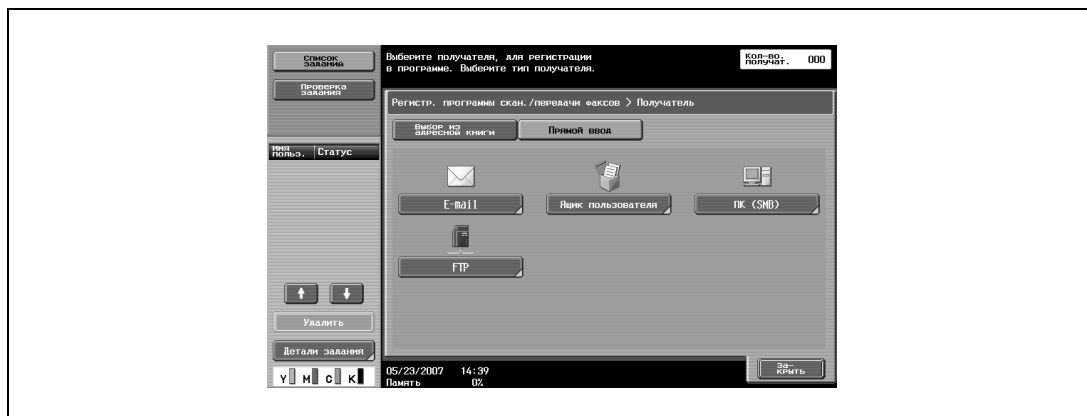 Список
заданий
Проверка
задания
Имя
польз.
Статус
Удалить
Детали задания
Y M C K
Выберите получателя, для регистрации
в программе. Выберите тип получателя.
Кол-во.
получат.
000
Регистр. программы скан./передачи факсов > Получатель
Выбор из
адресной книги
Прямой ввод
E-mail
Ящик пользователя
ПК (SMB)
FTP
05/23/2007 14:39
Память 0%
За-
крыть